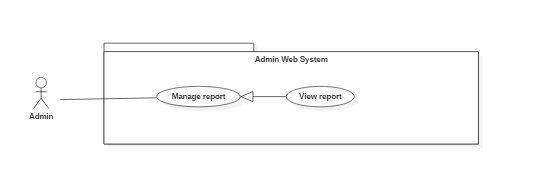 Admin Web System
Manage report
View report
Admin